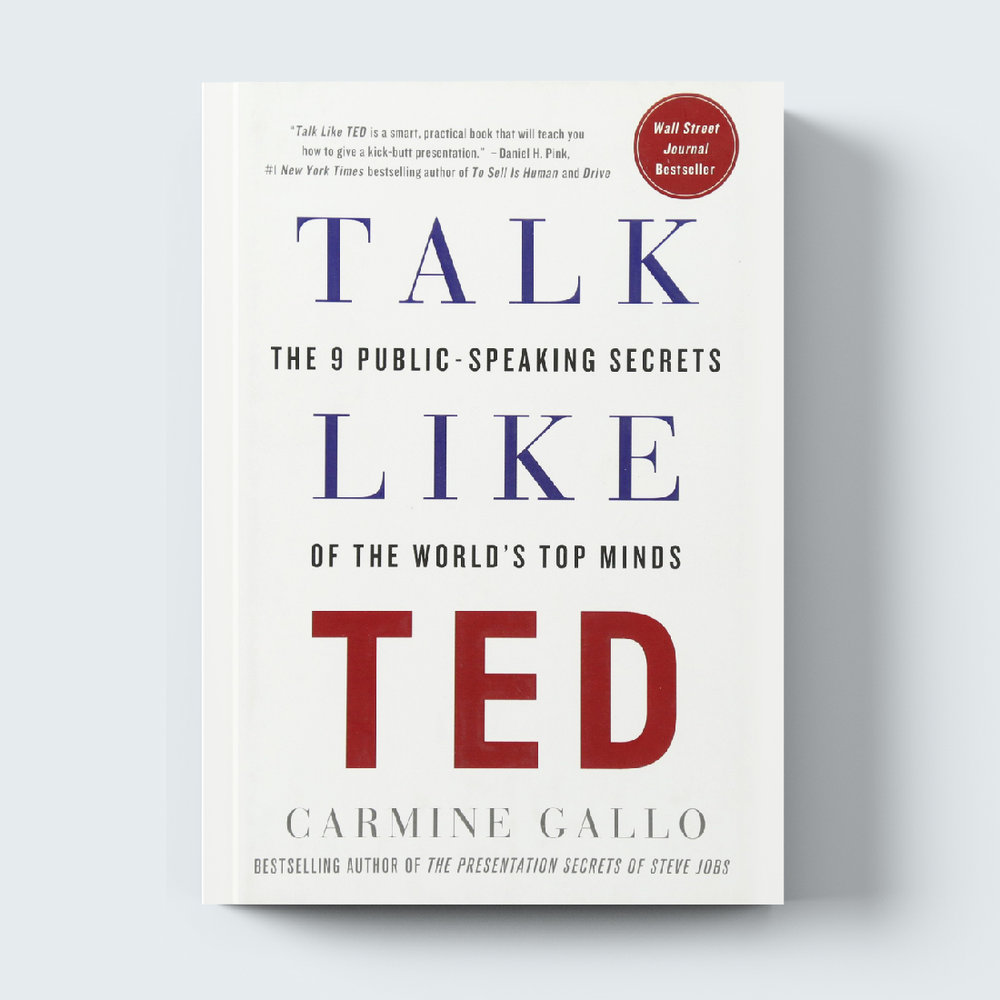 "Talk Like TED is a smart, practical book that will teach you
how to give a kick-butt presentation." –Daniel H. Pink,
#1 New York Times bestselling author of To Sell Is Human and Drive
Wall Street
Journal
Bestseller
TALK
THE 9 PUBLIC-SPEAKING SECRETS
LIKE
OF THE WORLD'S TOP MINDS
TED
CARMINE GALLO
BESTSELLING AUTHOR OF THE PRESENTATION SECRETS OF STEVE JOBS